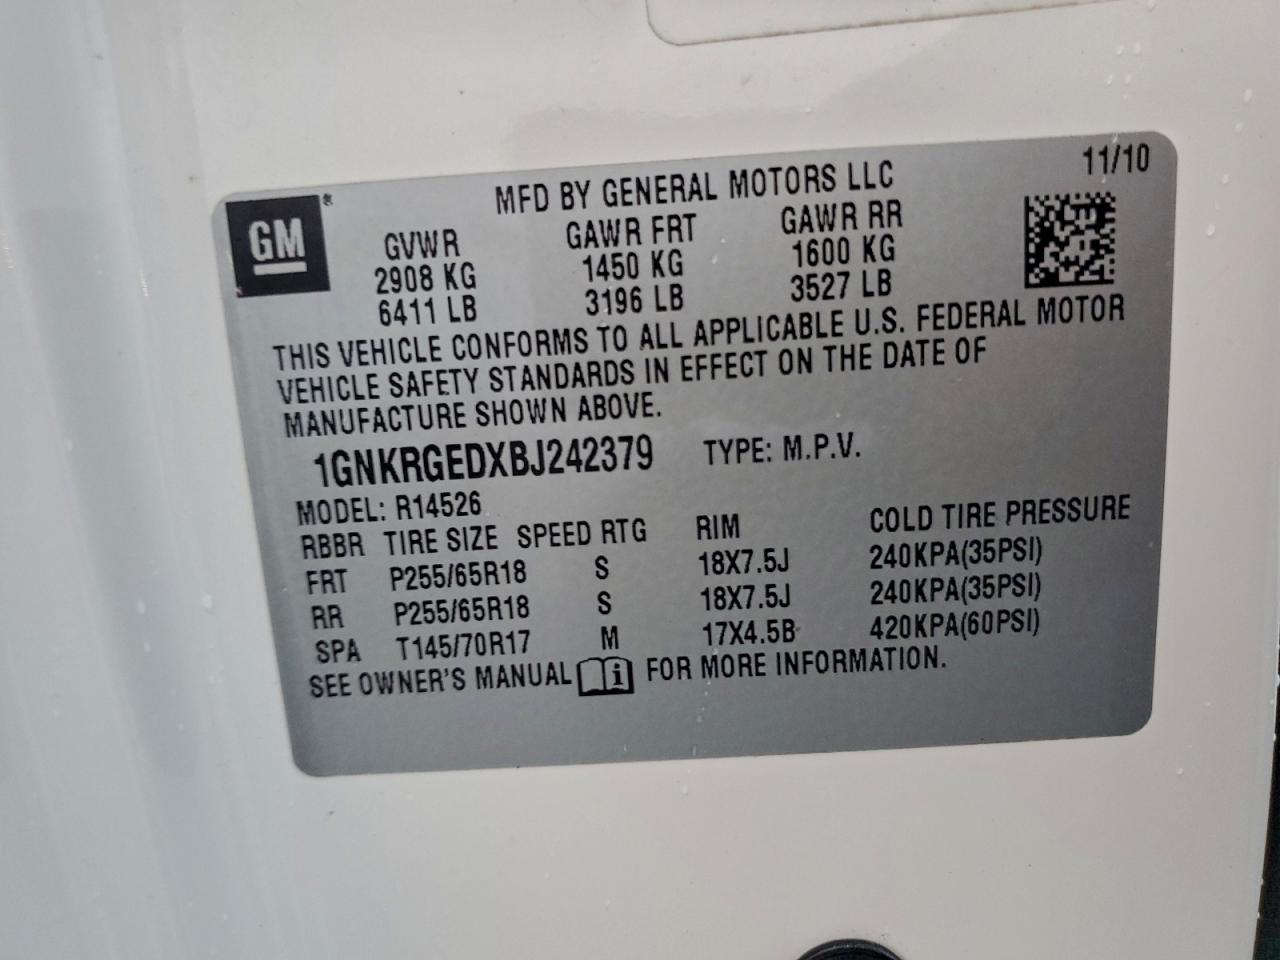 11/10
MFD BY GENERAL MOTORS LLC
GM®
GVWR GAWR FRT GAWR RR
2908 KG 1450 KG 1600 KG
6411 LB 3196 LB 3527 LB
THIS VEHICLE CONFORMS TO ALL APPLICABLE U.S. FEDERAL MOTOR
VEHICLE SAFETY STANDARDS IN EFFECT ON THE DATE OF
MANUFACTURE SHOWN ABOVE.
1GNKRGEDXBJ242379 TYPE: M.P.V.
MODEL: R14526
RBBR TIRE SIZE SPEED RTG RIM COLD TIRE PRESSURE
FRT P255/65R18 S 18X7.5J 240KPA(35PSI)
RR P255/65R18 S 18X7.5J 240KPA(35PSI)
SPA T145/70R17 M 17X4.5B 420KPA(60PSI)
SEE OWNER'S MANUAL i FOR MORE INFORMATION.